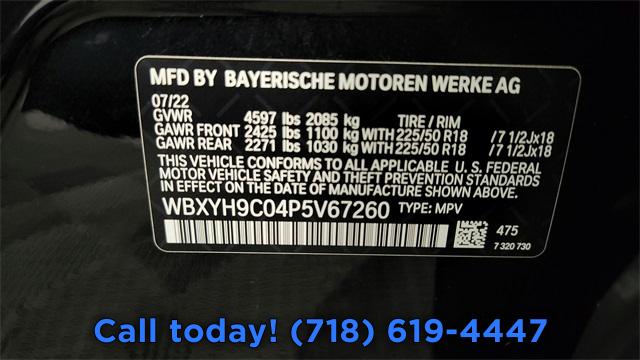 MFD BY BAYERISCHE MOTOREN WERKE AG
07/22
GVWR 4597 lbs 2085 kg TIRE / RIM
GAWR FRONT 2425 lbs 1100 kg WITH 225/50 R18 /7 1/2Jx18
GAWR REAR 2271 lbs 1030 kg WITH 225/50 R18 /7 1/2Jx18
THIS VEHICLE CONFORMS TO ALL APPLICABLE U. S. FEDERAL
MOTOR VEHICLE SAFETY AND THEFT PREVENTION STANDARDS
IN EFFECT ON THE DATE OF MANUFACTURE SHOWN ABOVE.
WBXYH9C04P5V67260 TYPE: MPV
475
7 320 730
Call today! (718) 619-4447